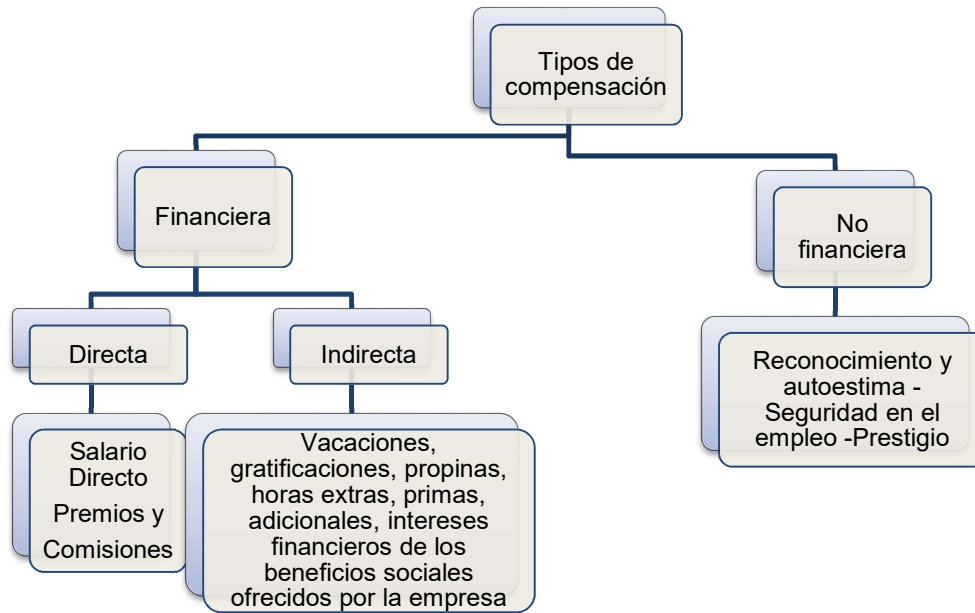 Tipos de
compensación
Financiera
No
financiera
Directa
Indirecta
Salario
Directo
Premios y
Comisiones
Vacaciones,
gratificaciones, propinas,
horas extras, primas,
adicionales, intereses
financieros de los
beneficios sociales
ofrecidos por la empresa
Reconocimiento y
autoestima -
Seguridad en el
empleo -Prestigio